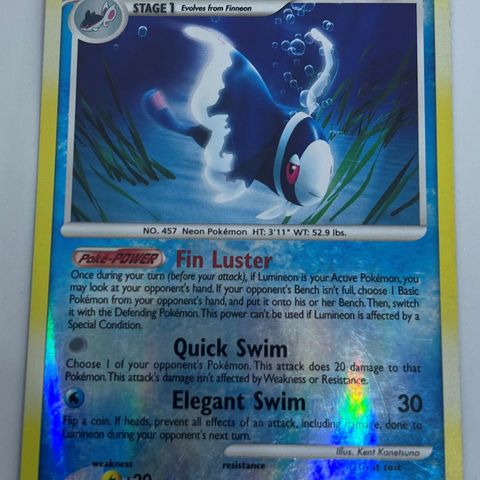 STAGE 1 Evolves from Finneon
NO. 457 Neon Pokémon HT: 3'11" WT: 52.9 lbs.
Poké-POWER Fin Luster
Once during your turn (before your attack), if Lumineon is your Active Pokémon, you
may look at your opponent's hand. If your opponent's Bench isn't full, choose 1 Basic
Pokémon from your opponent's hand, and put it onto his or her Bench. Then, switch
it with the Defending Pokémon. This power can't be used if Lumineon is affected by a
Special Condition.
Quick Swim
Choose 1 of your opponent's Pokémon. This attack does 20 damage to that
Pokémon. This attack's damage isn't affected by Weakness or Resistance.
Elegant Swim 30
Flip a coin. If heads, prevent all effects of an attack, including damage, done to
Lumineon during your opponent's next turn.
Illus. Kent Kanetsuna
weakness resistance retreat cost
+20